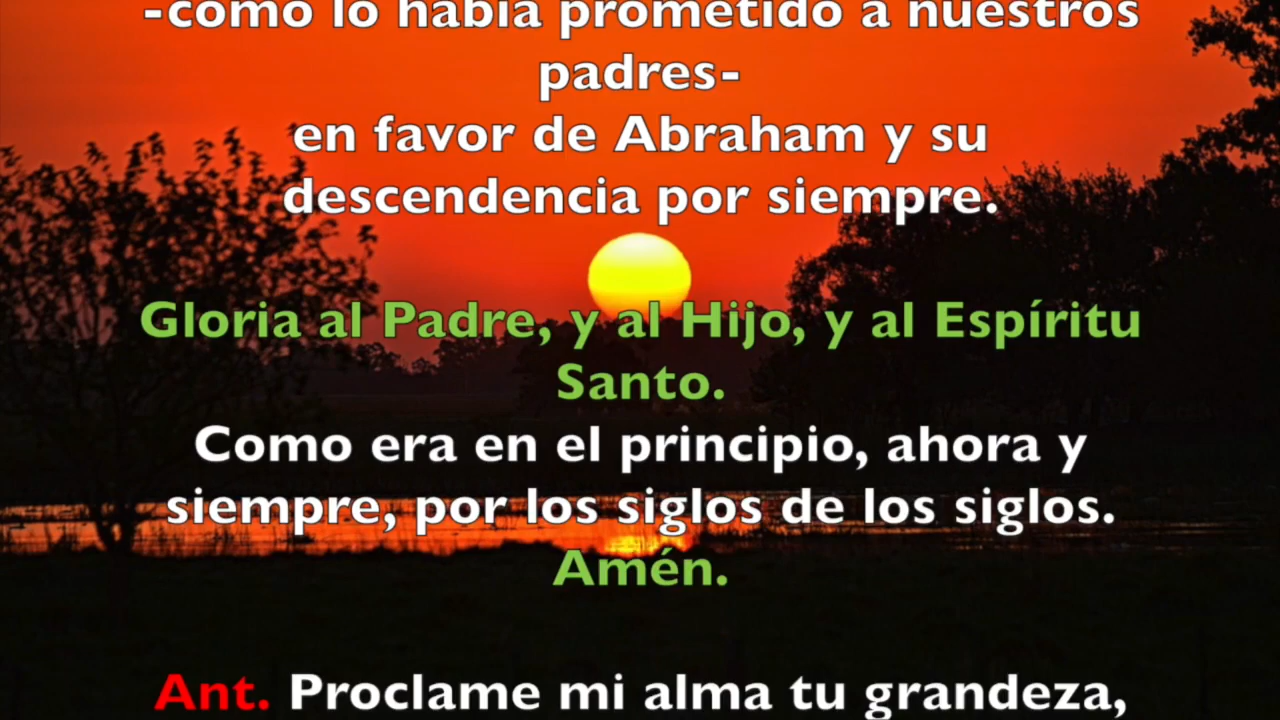 -como lo había prometido a nuestros
padres-
en favor de Abraham y su
descendencia por siempre.
Gloria al Padre, y al Hijo, y al Espíritu
Santo.
Como era en el principio, ahora y
siempre, por los siglos de los siglos.
Amén.
Ant. Proclame mi alma tu grandeza,